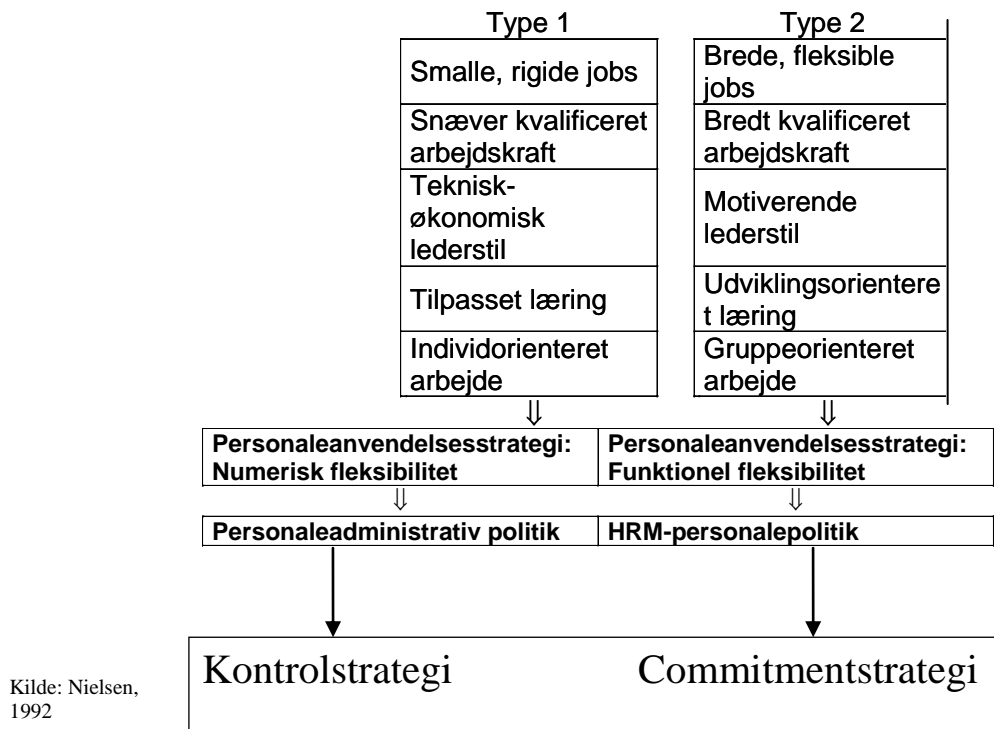 Type 1
Smalle, rigide jobs
Snæver kvalificeret
arbejdskraft
Teknisk-
økonomisk
lederstil
Tilpasset læring
Individorienteret
arbejde
⇓
Type 2
Brede, fleksible
jobs
Bredt kvalificeret
arbejdskraft
Motiverende
lederstil
Udviklingsorientere
t læring
Gruppeorienteret
arbejde
⇓
Personaleanvendelsesstrategi:
Numerisk fleksibilitet
⇓
Personaleadministrativ politik
Personaleanvendelsesstrategi:
Funktionel fleksibilitet
⇓
HRM-personalepolitik
Kontrolstrategi
Commitmentstrategi
Kilde: Nielsen,
1992